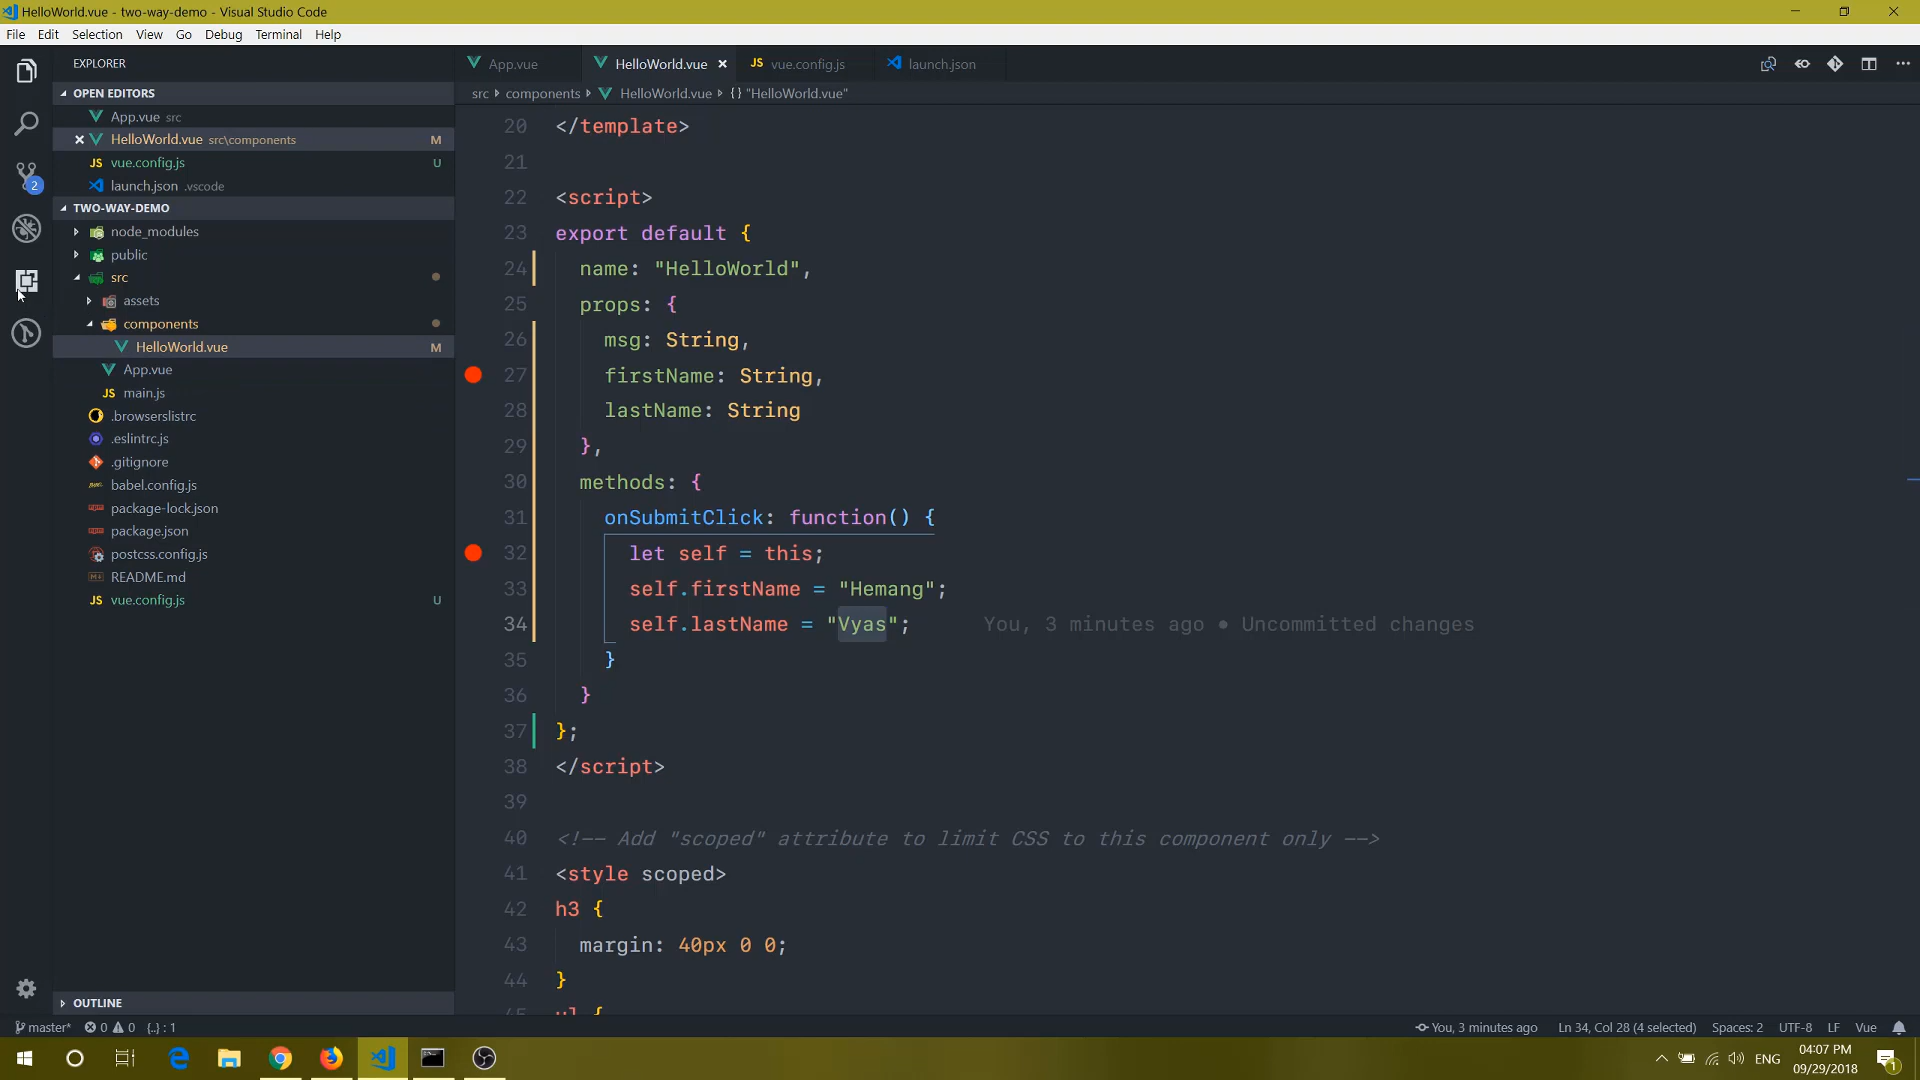 HelloWorld.vue - two-way-demo - Visual Studio Code
File Edit Selection View Go Debug Terminal Help
EXPLORER
OPEN EDITORS
App.vue src
HelloWorld.vue src\components M
JS vue.config.js U
launch.json .vscode
2
TWO-WAY-DEMO
node_modules
public
src
assets
components
HelloWorld.vue M
App.vue
JS main.js
.browserslistrc
.eslintrc.js
.gitignore
babel.config.js
package-lock.json
package.json
postcss.config.js
README.md
JS vue.config.js U
OUTLINE
App.vue HelloWorld.vue JS vue.config.js launch.json
src components HelloWorld.vue {} "HelloWorld.vue"
20 </template>
21
22 <script>
23 export default {
24 name: "HelloWorld",
25 props: {
26 msg: String,
27 firstName: String,
28 lastName: String
29 },
30 methods: {
31 onSubmitClick: function() {
32 let self = this;
33 self.firstName = "Hemang";
34 self.lastName = "Vyas"; You, 3 minutes ago • Uncommitted changes
35 }
36 }
37 };
38 </script>
39
40 <!-- Add "scoped" attribute to limit CSS to this component only -->
41 <style scoped>
42 h3 {
43 margin: 40px 0 0;
44 }
45 ul {
master* 0 0 {..} : 1 You, 3 minutes ago Ln 34, Col 28 (4 selected) Spaces: 2 UTF-8 LF Vue
ENG 04:07 PM 09/29/2018 1